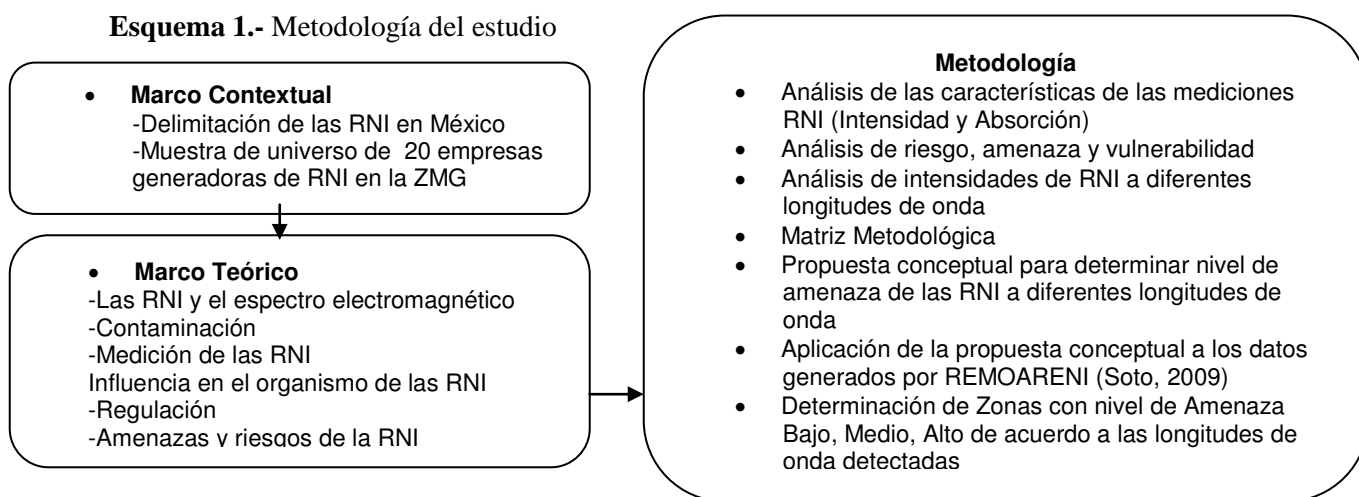 Esquema 1.- Metodología del estudio
• Marco Contextual
-Delimitación de las RNI en México
-Muestra de universo de 20 empresas
generadoras de RNI en la ZMG
• Marco Teórico
-Las RNI y el espectro electromagnético
-Contaminación
-Medición de las RNI
Influencia en el organismo de las RNI
-Regulación
-Amenazas y riesgos de la RNI
Metodología
• Análisis de las características de las mediciones
RNI (Intensidad y Absorción)
• Análisis de riesgo, amenaza y vulnerabilidad
• Análisis de intensidades de RNI a diferentes
longitudes de onda
• Matriz Metodológica
• Propuesta conceptual para determinar nivel de
amenaza de las RNI a diferentes longitudes de
onda
• Aplicación de la propuesta conceptual a los datos
generados por REMOARENI (Soto, 2009)
• Determinación de Zonas con nivel de Amenaza
Bajo, Medio, Alto de acuerdo a las longitudes de
onda detectadas